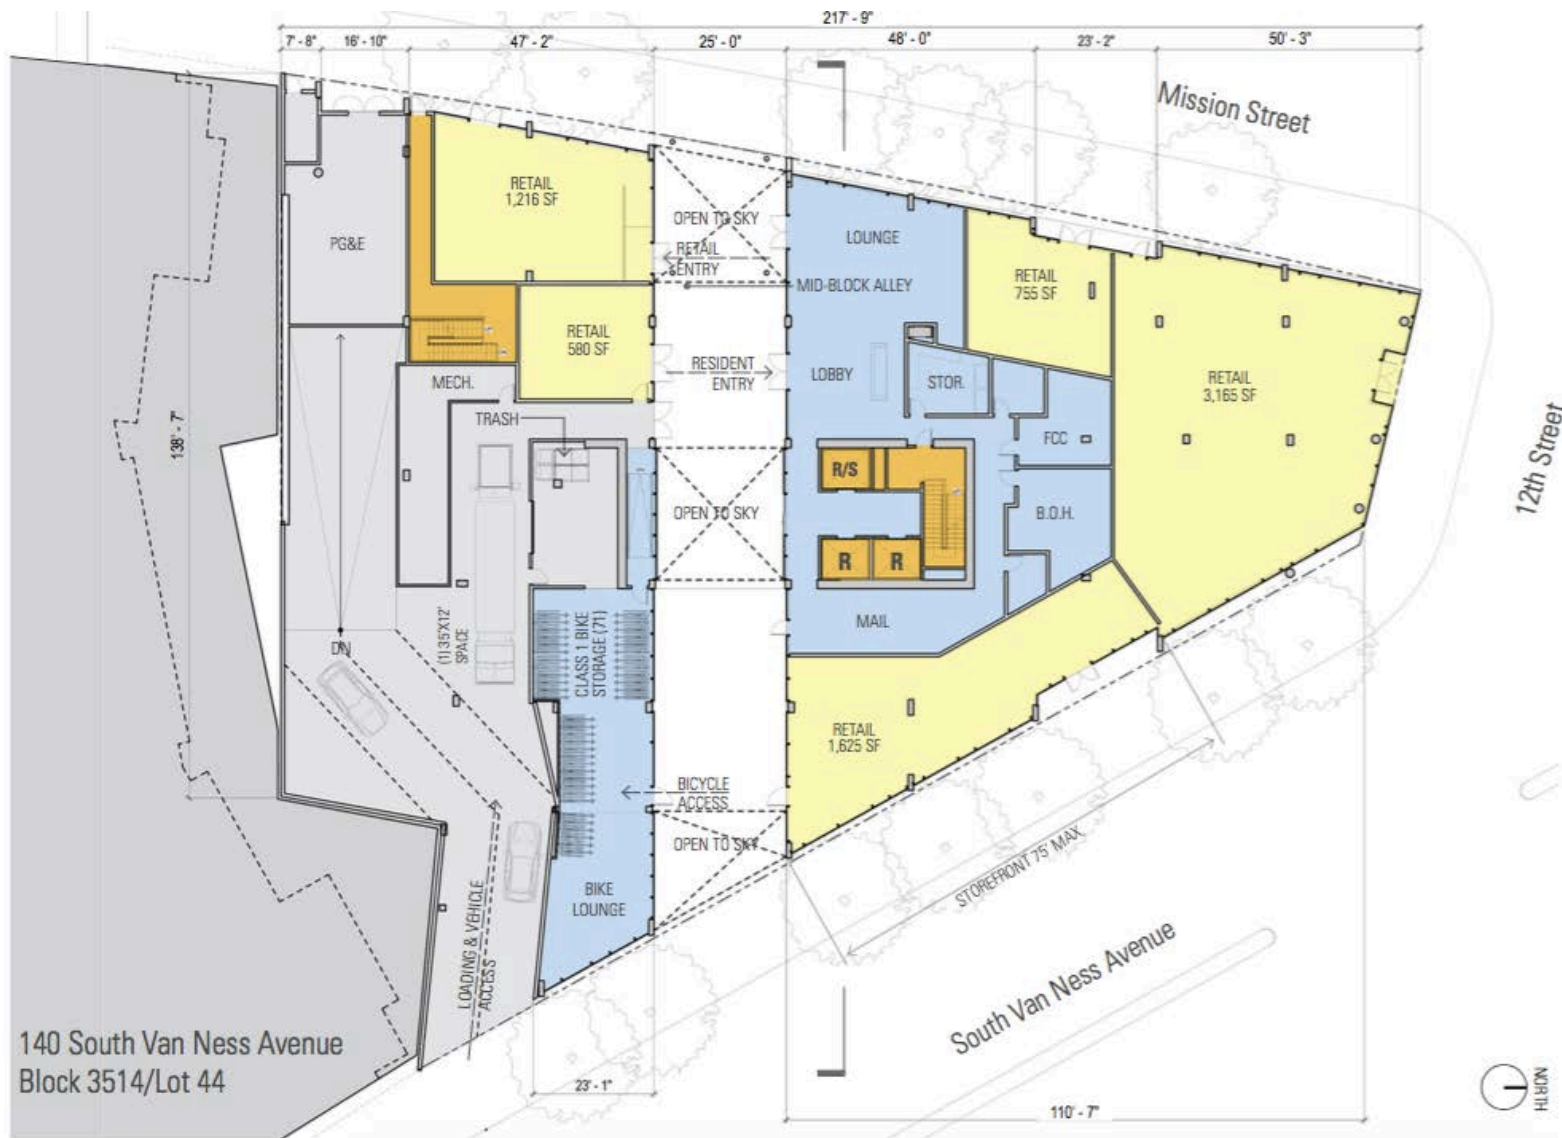 217' - 9"
7' - 8"
16' - 10"
47' - 2"
25' - 0"
48' - 0"
23' - 2"
50' - 3"
Mission Street
RETAIL
1,216 SF
OPEN TO SKY
LOUNGE
PG&E
RETAIL
ENTRY
MID-BLOCK ALLEY
RETAIL
755 SF
RETAIL
580 SF
RESIDENT
ENTRY
LOBBY
STOR.
RETAIL
3,165 SF
MECH.
TRASH
138' - 7"
FCC
12th Street
R/S
OPEN TO SKY
B.O.H.
R
R
MAIL
DN
(1) 35'X12'
SPACE
CLASS 1 BIKE
STORAGE (71)
RETAIL
1,625 SF
BICYCLE
ACCESS
OPEN TO SKY
STOREFRONT 75' MAX
BIKE
LOUNGE
LOADING & VEHICLE
ACCESS
South Van Ness Avenue
140 South Van Ness Avenue
Block 3514/Lot 44
23' - 1"
110' - 7"
NORTH